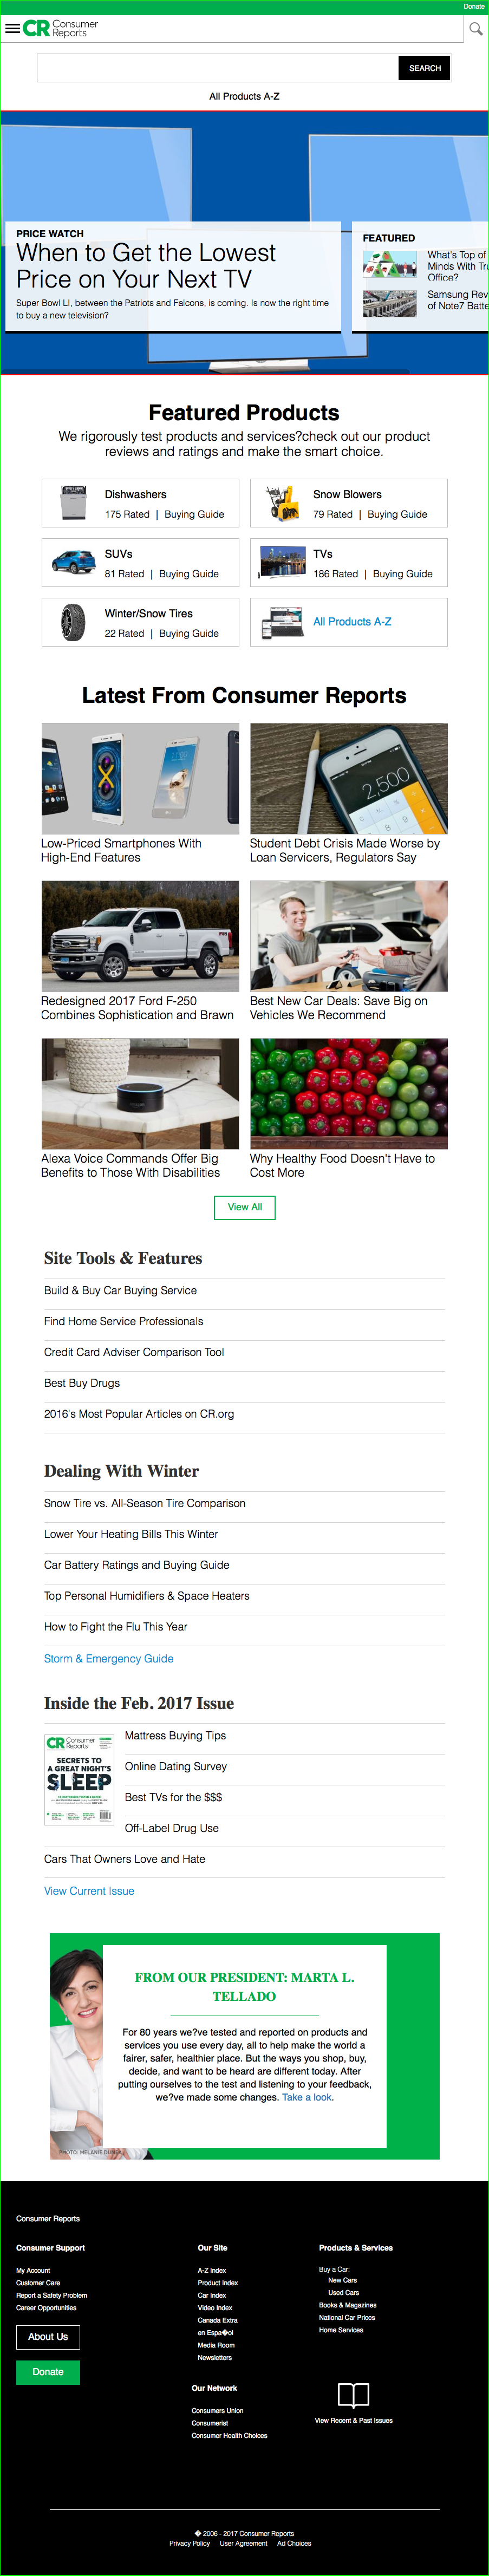 Donate
CR Consumer Reports
SEARCH
All Products A-Z
PRICE WATCH
When to Get the Lowest
Price on Your Next TV
Super Bowl LI, between the Patriots and Falcons, is coming. Is now the right time
to buy a new television?
FEATURED
What's Top of
Minds With Tru
Office?
Samsung Rev
of Note7 Batte
Featured Products
We rigorously test products and services?check out our product
reviews and ratings and make the smart choice.
Dishwashers
175 Rated | Buying Guide
Snow Blowers
79 Rated | Buying Guide
SUVs
81 Rated | Buying Guide
TVs
186 Rated | Buying Guide
Winter/Snow Tires
22 Rated | Buying Guide
All Products A-Z
Latest From Consumer Reports
2,500
Low-Priced Smartphones With
High-End Features
Student Debt Crisis Made Worse by
Loan Servicers, Regulators Say
Redesigned 2017 Ford F-250
Combines Sophistication and Brawn
Best New Car Deals: Save Big on
Vehicles We Recommend
Alexa Voice Commands Offer Big
Benefits to Those With Disabilities
Why Healthy Food Doesn't Have to
Cost More
View All
Site Tools & Features
Build & Buy Car Buying Service
Find Home Service Professionals
Credit Card Adviser Comparison Tool
Best Buy Drugs
2016's Most Popular Articles on CR.org
Dealing With Winter
Snow Tire vs. All-Season Tire Comparison
Lower Your Heating Bills This Winter
Car Battery Ratings and Buying Guide
Top Personal Humidifiers & Space Heaters
How to Fight the Flu This Year
Storm & Emergency Guide
Inside the Feb. 2017 Issue
CR Consumer Reports
SECRETS TO
A GREAT NIGHT'S
SLEEP
Mattress Buying Tips
Online Dating Survey
Best TVs for the $$$
Off-Label Drug Use
Cars That Owners Love and Hate
View Current Issue
FROM OUR PRESIDENT: MARTA L.
TELLADO
For 80 years we?ve tested and reported on products and
services you use every day, all to help make the world a
fairer, safer, healthier place. But the ways you shop, buy,
decide, and want to be heard are different today. After
putting ourselves to the test and listening to your feedback,
we?ve made some changes. Take a look.
PHOTO: MELANIE
Consumer Reports
Consumer Support
My Account
Customer Care
Report a Safety Problem
Career Opportunities
About Us
Donate
Our Site
A-Z Index
Product Index
Car Index
Video Index
Canada Extra
en Espa�ol
Media Room
Newsletters
Products & Services
Buy a Car:
New Cars
Used Cars
Books & Magazines
National Car Prices
Home Services
Our Network
Consumers Union
Consumerist
Consumer Health Choices
View Recent & Past Issues
� 2006 - 2017 Consumer Reports
Privacy Policy User Agreement Ad Choices